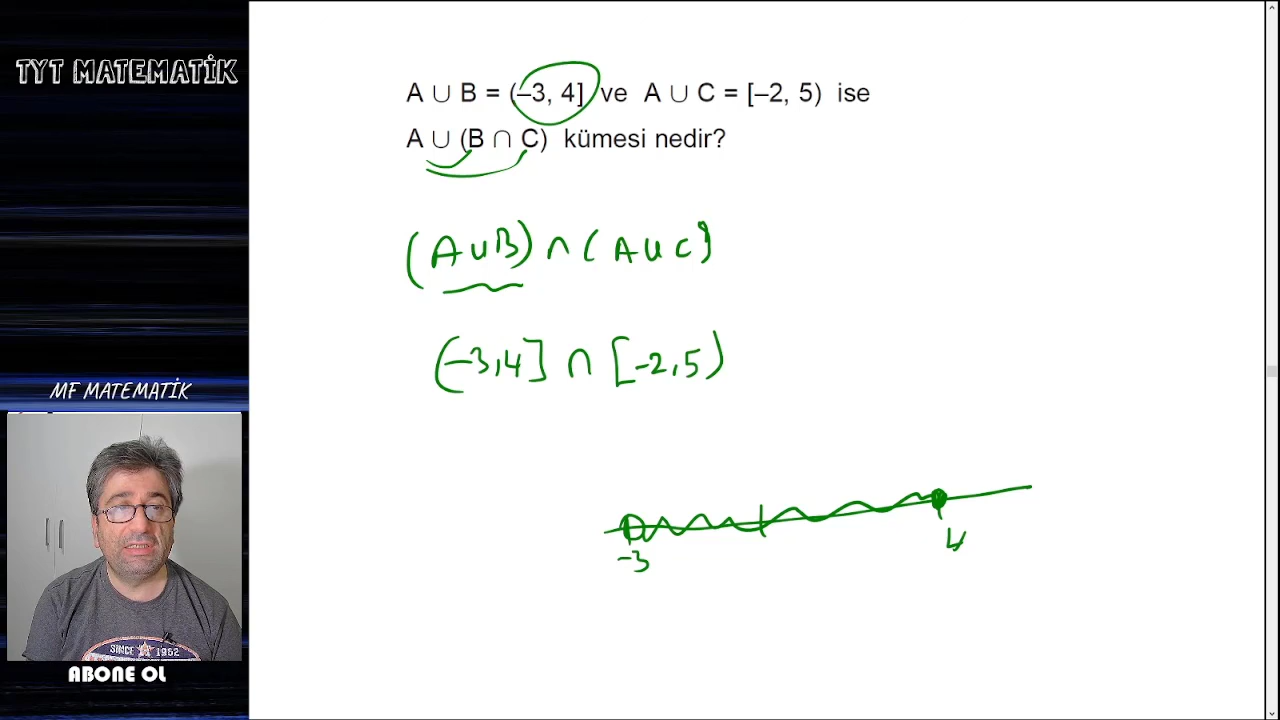 TYT MATEMATİK
A ∪ B = (–3, 4] ve A ∪ C = [–2, 5) ise
A ∪ (B ∩ C) kümesi nedir?
(A∪B) ∩ (A∪C)
(-3,4] ∩ [-2,5)
-3 4
MF MATEMATİK
SINCE 1952
ABONE OL